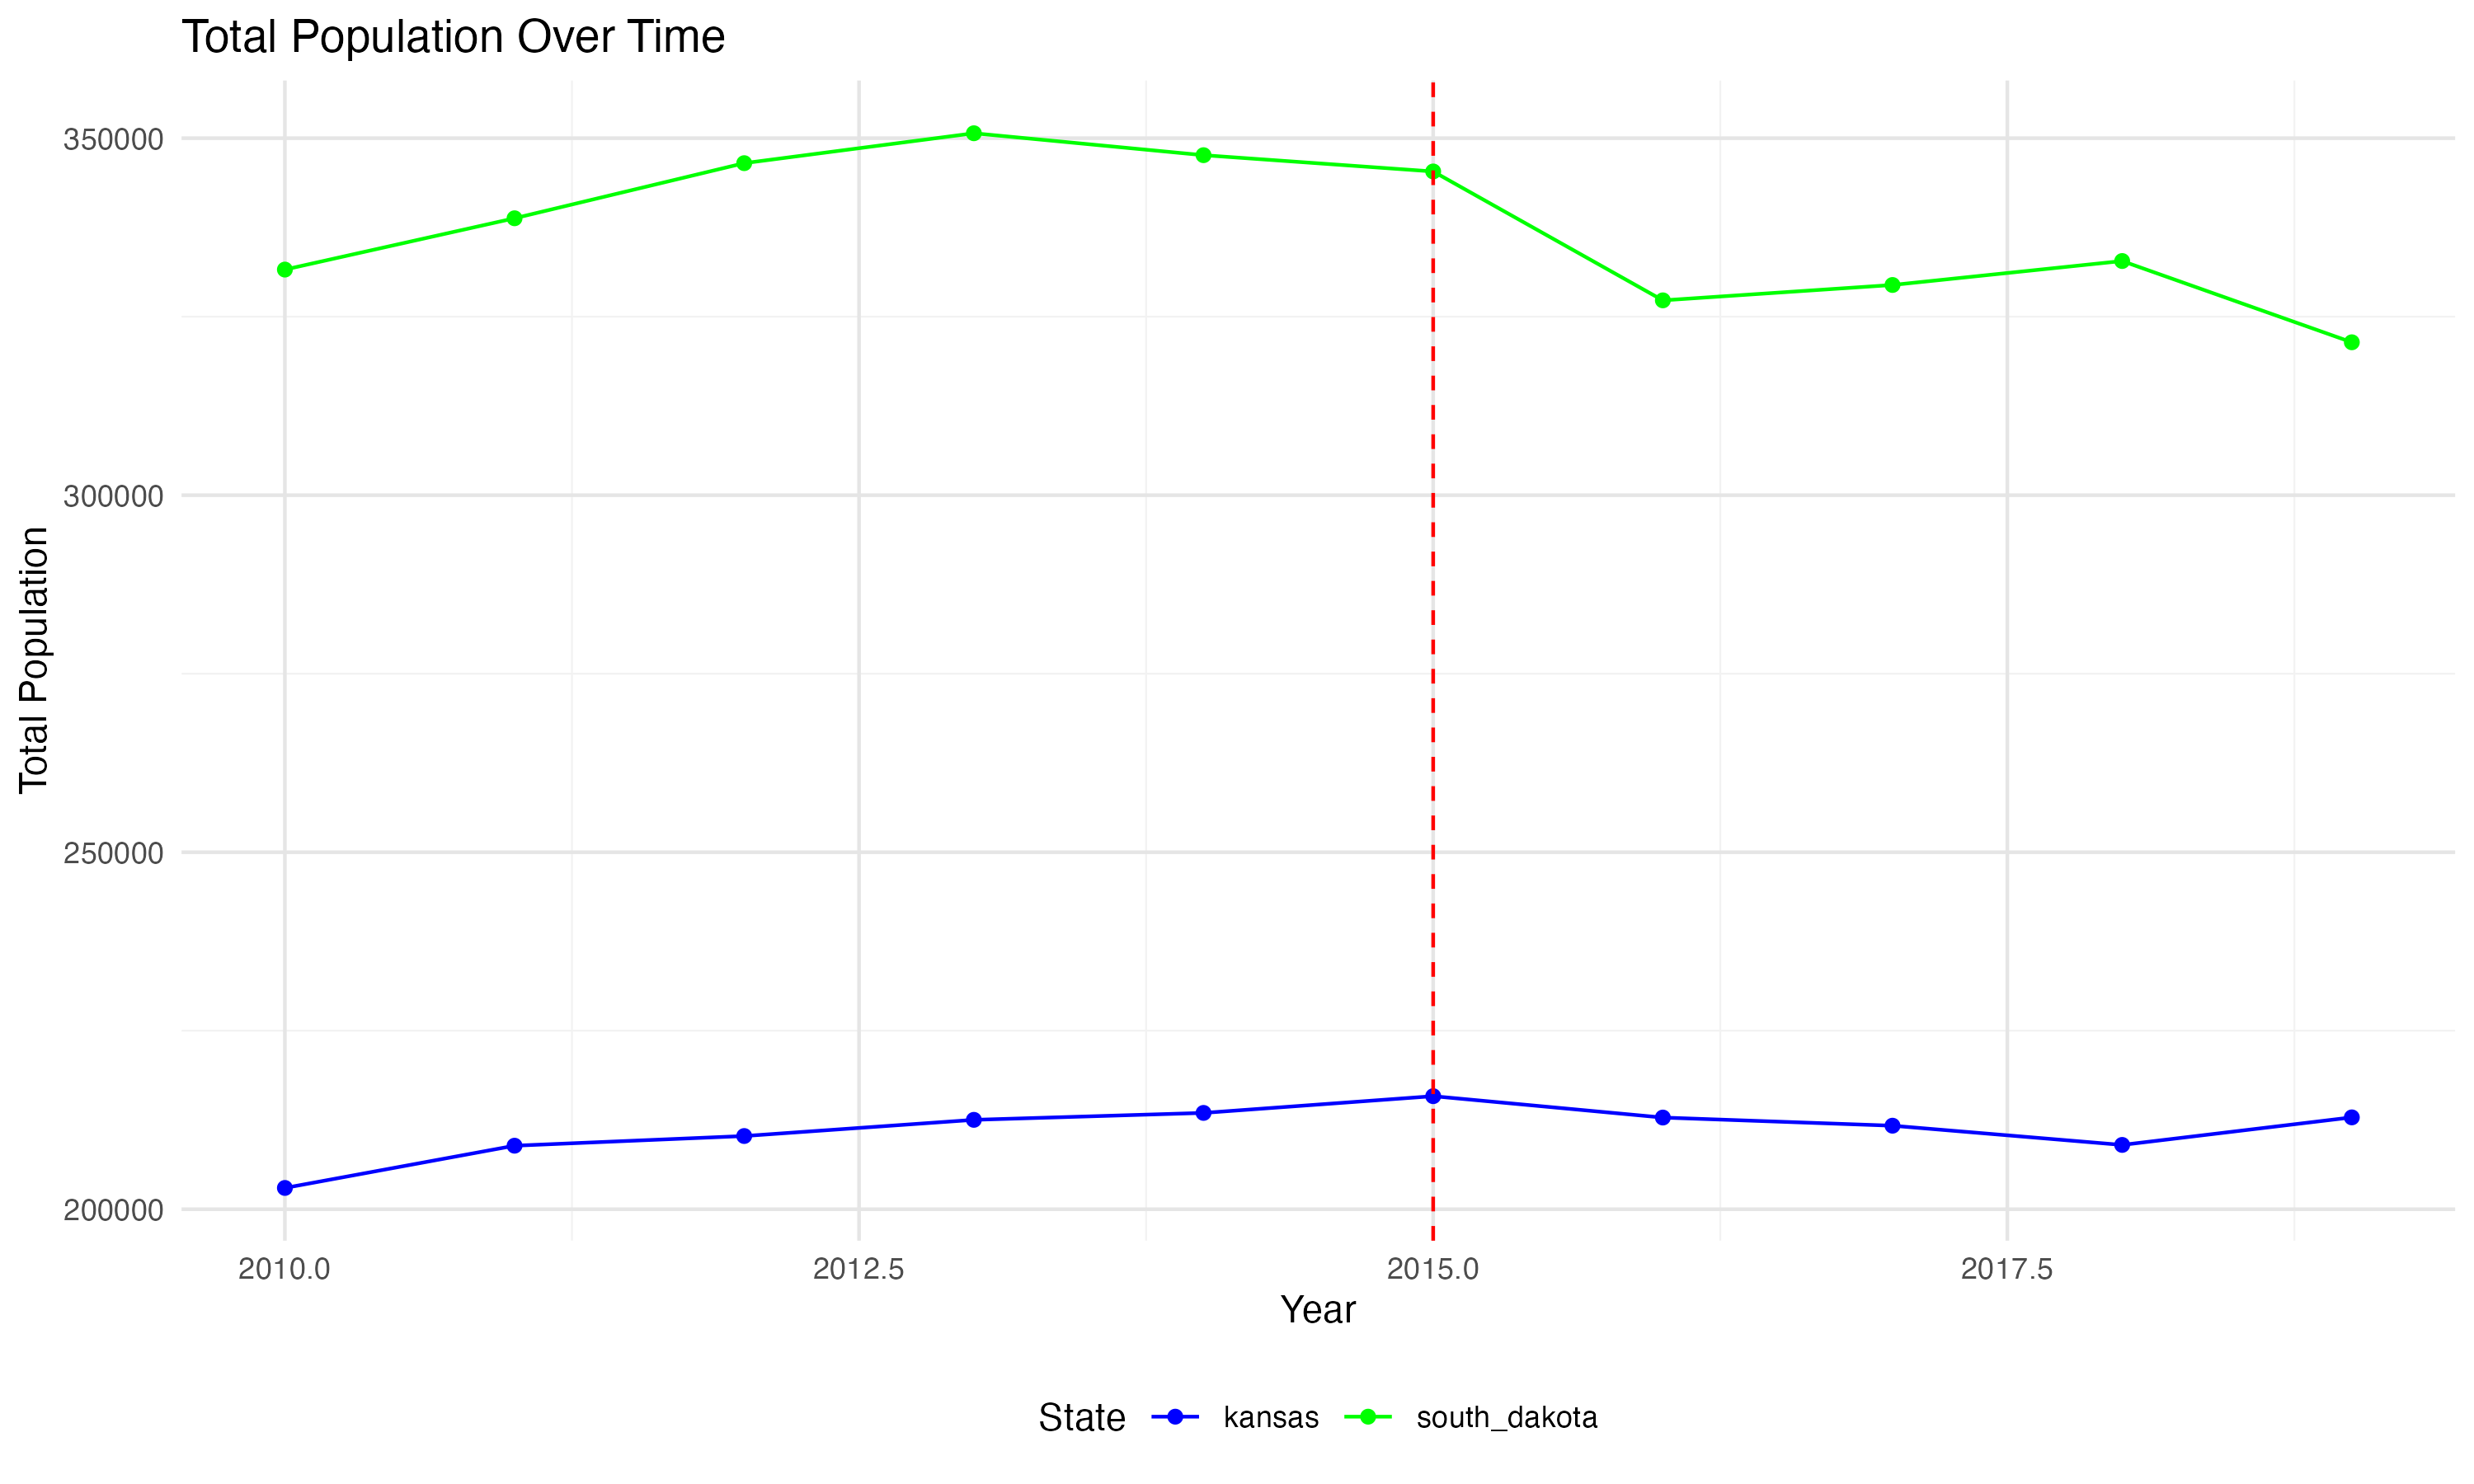 Total Population Over Time
Total Population
350000
300000
250000
200000
2010.0 2012.5 2015.0 2017.5
Year
State kansas south_dakota